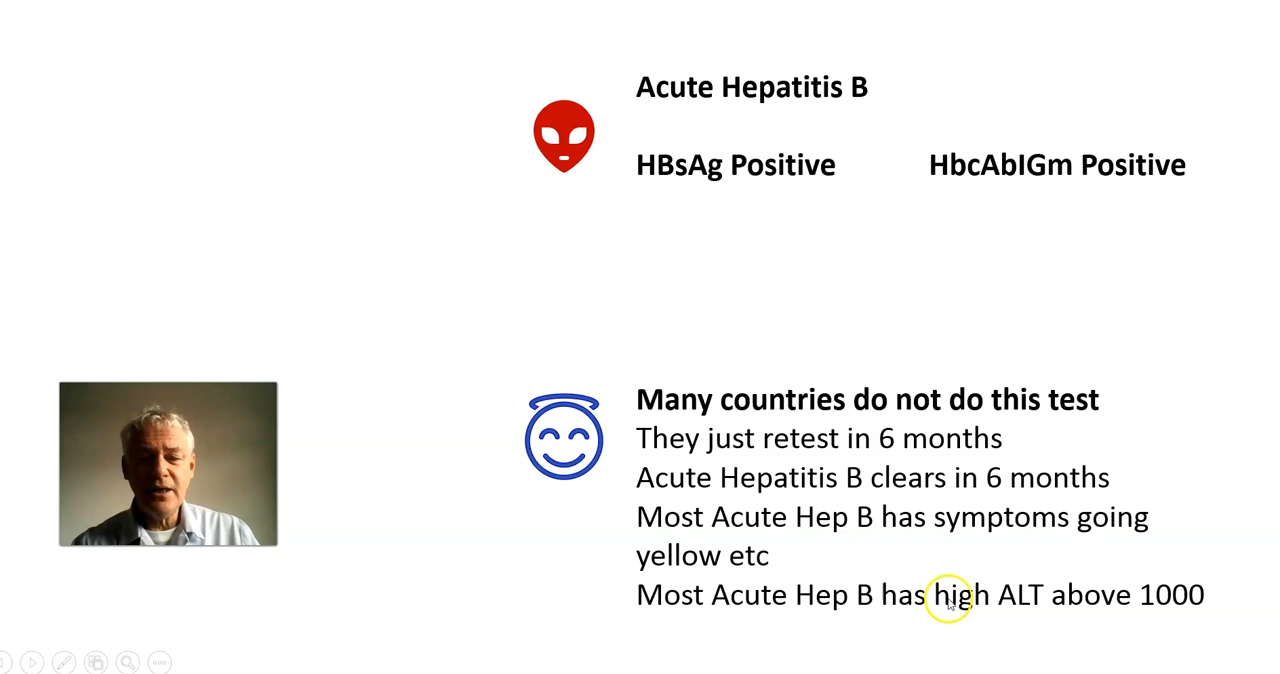 Acute Hepatitis B
HBsAg Positive HbcAbIGm Positive
Many countries do not do this test
They just retest in 6 months
Acute Hepatitis B clears in 6 months
Most Acute Hep B has symptoms going
yellow etc
Most Acute Hep B has high ALT above 1000